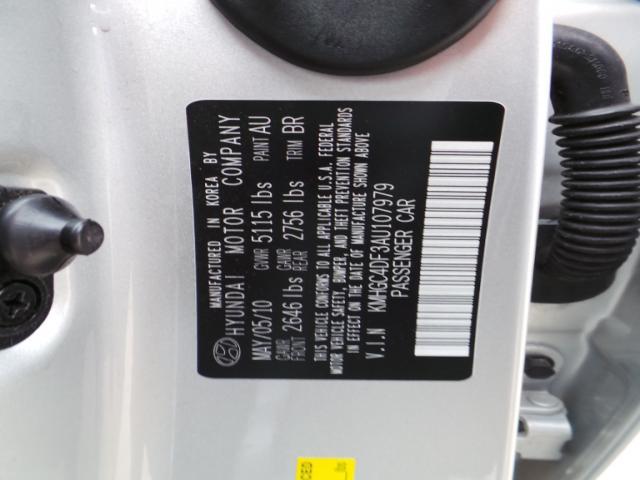 MANUFACTURED IN KOREA BY
HYUNDAI MOTOR COMPANY
MAY/05/10 GVWR 5115 lbs PAINT AU
GAWR FRONT 2646 lbs GAWR REAR 2756 lbs TRIM BR
THIS VEHICLE CONFORMS TO ALL APPLICABLE U.S.A. FEDERAL
MOTOR VEHICLE SAFETY, BUMPER, AND THEFT PREVENTION STANDARDS
IN EFFECT ON THE DATE OF MANUFACTURE SHOWN ABOVE
V.I.N KMHGC4DF3AU107979
PASSENGER CAR